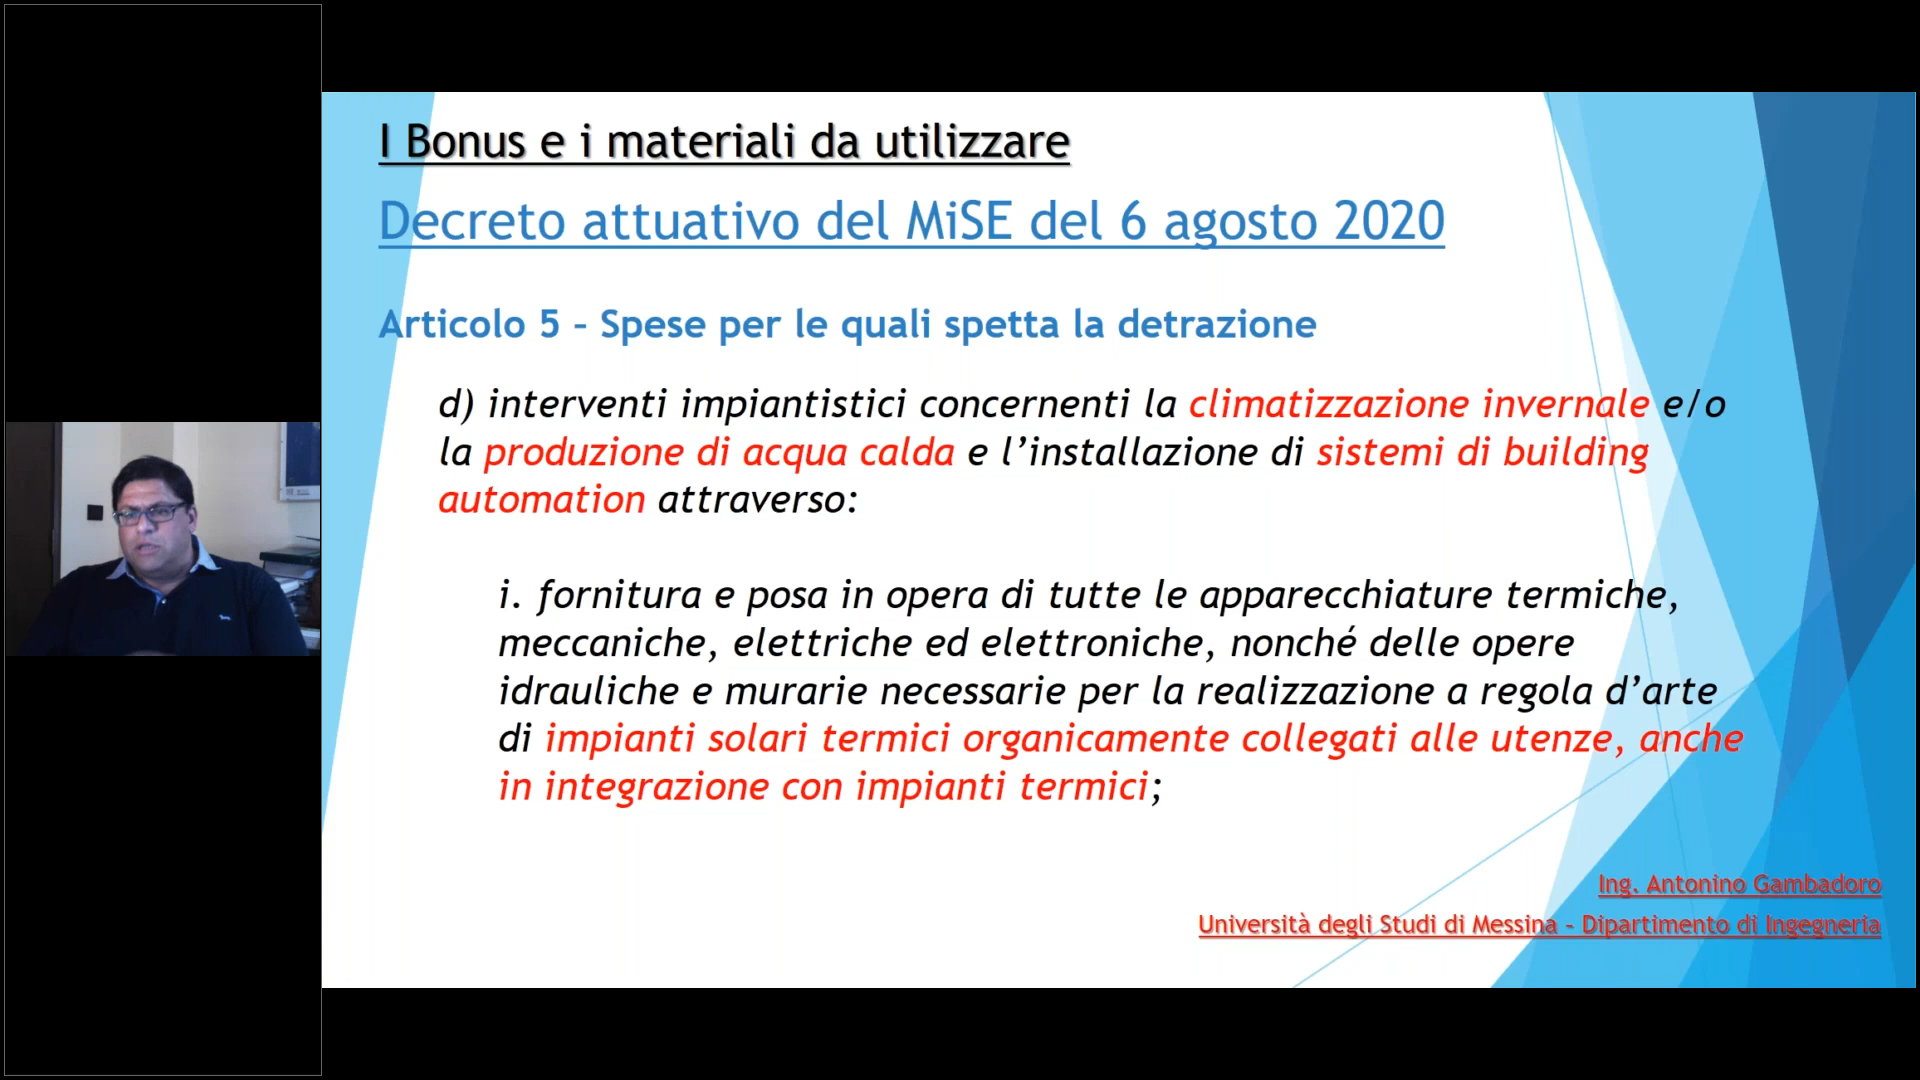 I Bonus e i materiali da utilizzare
Decreto attuativo del MiSE del 6 agosto 2020
Articolo 5 – Spese per le quali spetta la detrazione
d) interventi impiantistici concernenti la climatizzazione invernale e/o
la produzione di acqua calda e l’installazione di sistemi di building
automation attraverso:
i. fornitura e posa in opera di tutte le apparecchiature termiche,
meccaniche, elettriche ed elettroniche, nonché delle opere
idrauliche e murarie necessarie per la realizzazione a regola d’arte
di impianti solari termici organicamente collegati alle utenze, anche
in integrazione con impianti termici;
Ing. Antonino Gambadoro
Università degli Studi di Messina – Dipartimento di Ingegneria